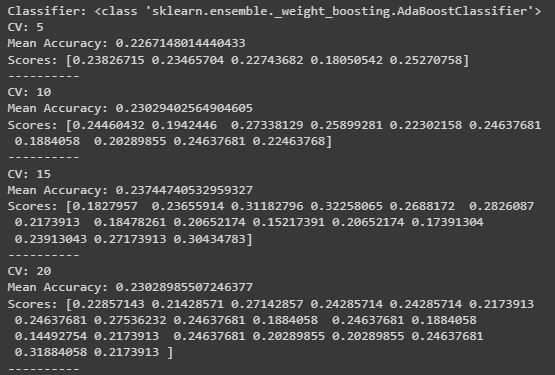 Classifier: <class 'sklearn.ensemble._weight_boosting.AdaBoostClassifier'>
CV: 5
Mean Accuracy: 0.2267148014440433
Scores: [0.23826715 0.23465704 0.22743682 0.18050542 0.25270758]
----------
CV: 10
Mean Accuracy: 0.23029402564904605
Scores: [0.24460432 0.1942446  0.27338129 0.25899281 0.22302158 0.24637681
 0.1884058  0.20289855 0.24637681 0.22463768]
----------
CV: 15
Mean Accuracy: 0.23744740532959327
Scores: [0.1827957  0.23655914 0.31182796 0.32258065 0.2688172  0.2826087
 0.2173913  0.18478261 0.20652174 0.15217391 0.20652174 0.17391304
 0.23913043 0.27173913 0.30434783]
----------
CV: 20
Mean Accuracy: 0.23028985507246377
Scores: [0.22857143 0.21428571 0.27142857 0.24285714 0.24285714 0.2173913
 0.24637681 0.27536232 0.24637681 0.1884058  0.24637681 0.1884058
 0.14492754 0.2173913  0.24637681 0.20289855 0.20289855 0.24637681
 0.31884058 0.2173913 ]
----------